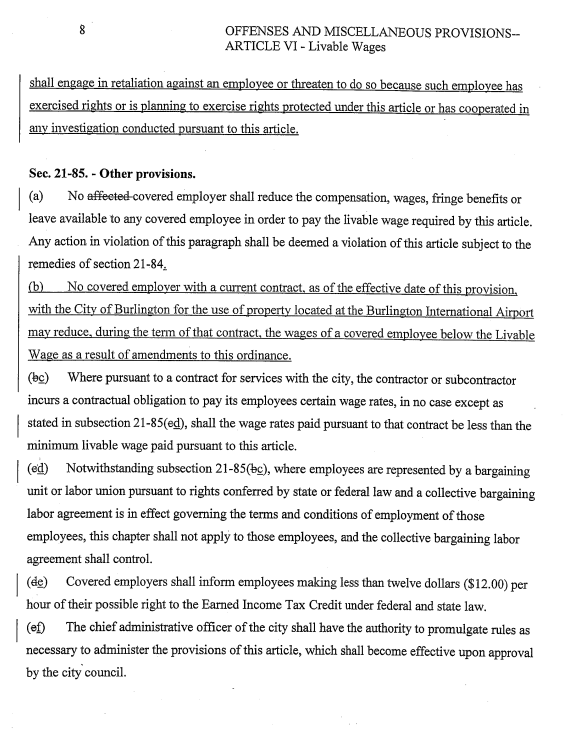 8
OFFENSES AND MISCELLANEOUS PROVISIONS--
ARTICLE VI - Livable Wages
shall engage in retaliation against an employee or threaten to do so because such employee has
exercised rights or is planning to exercise rights protected under this article or has cooperated in
any investigation conducted pursuant to this article.
Sec. 21-85. - Other provisions.
(a) No affected covered employer shall reduce the compensation, wages, fringe benefits or
leave available to any covered employee in order to pay the livable wage required by this article.
Any action in violation of this paragraph shall be deemed a violation of this article subject to the
remedies of section 21-84.
(b) No covered employer with a current contract, as of the effective date of this provision,
with the City of Burlington for the use of property located at the Burlington International Airport
may reduce, during the term of that contract, the wages of a covered employee below the Livable
Wage as a result of amendments to this ordinance.
(bc) Where pursuant to a contract for services with the city, the contractor or subcontractor
incurs a contractual obligation to pay its employees certain wage rates, in no case except as
stated in subsection 21-85(cd), shall the wage rates paid pursuant to that contract be less than the
minimum livable wage paid pursuant to this article.
(cd) Notwithstanding subsection 21-85(bc), where employees are represented by a bargaining
unit or labor union pursuant to rights conferred by state or federal law and a collective bargaining
labor agreement is in effect governing the terms and conditions of employment of those
employees, this chapter shall not apply to those employees, and the collective bargaining labor
agreement shall control.
(de) Covered employers shall inform employees making less than twelve dollars ($12.00) per
hour of their possible right to the Earned Income Tax Credit under federal and state law.
(ef) The chief administrative officer of the city shall have the authority to promulgate rules as
necessary to administer the provisions of this article, which shall become effective upon approval
by the city council.